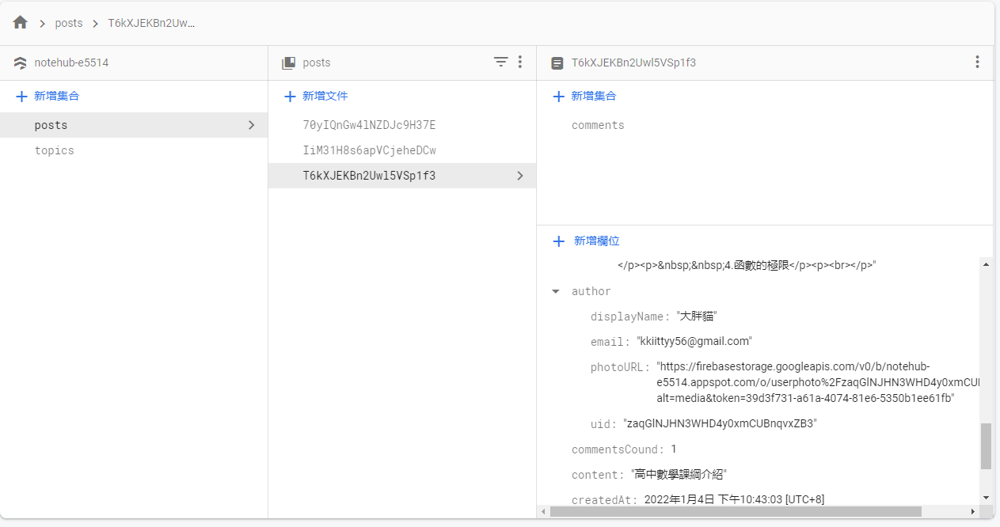 posts T6kXJEKBn2Uw...
notehub-e5514
posts
T6kXJEKBn2Uwl5VSp1f3
新增集合
posts
topics
新增文件
70yIQnGw4lNZDJc9H37E
IiM31H8s6apVCjeheDCw
T6kXJEKBn2Uwl5VSp1f3
新增集合
comments
新增欄位
</p><p>&nbsp;&nbsp;4.函數的極限</p><p><br></p>"
author
displayName: "大胖貓"
email: "kkiittyy56@gmail.com"
photoURL: "https://firebasestorage.googleapis.com/v0/b/notehub-
e5514.appspot.com/o/userphoto%2FzaqGlNJHN3WHD4y0xmCU
alt=media&token=39d3f731-a61a-4074-81e6-5350b1ee61fb"
uid: "zaqGlNJHN3WHD4y0xmCUBnqvxZB3"
commentsCound: 1
content: "高中數學課綱介紹"
createdAt: 2022年1月4日 下午10:43:03 [UTC+8]